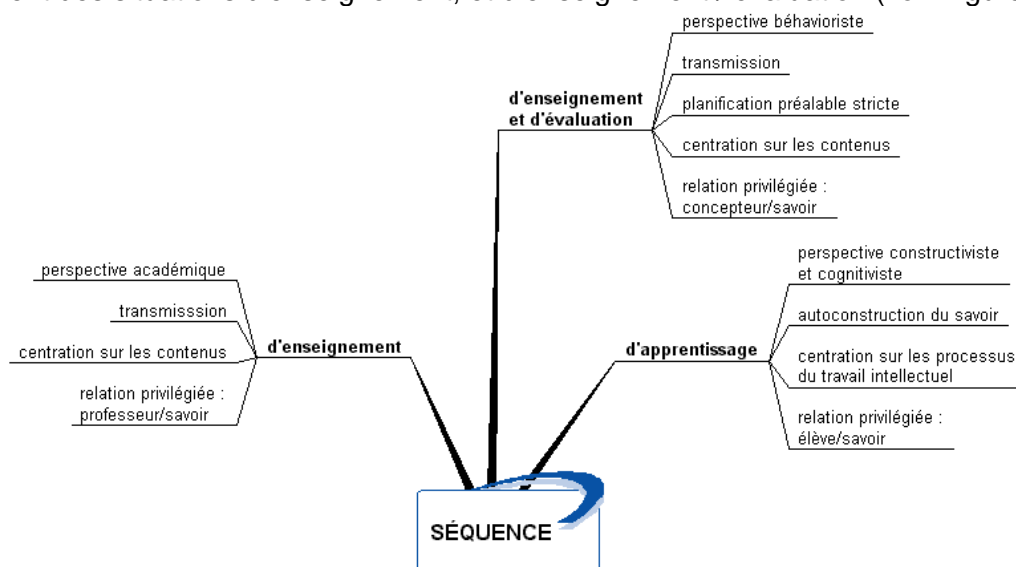 perspective béhavioriste
transmission
d'enseignement
et d'évaluation
planification préalable stricte
centration sur les contenus
relation privilégiée :
concepteur/savoir
perspective académique
transmisssion
centration sur les contenus
relation privilégiée :
professeur/savoir
d'enseignement
d'apprentissage
perspective constructiviste
et cognitiviste
autoconstruction du savoir
centration sur les processus
du travail intellectuel
relation privilégiée :
élève/savoir
SÉQUENCE